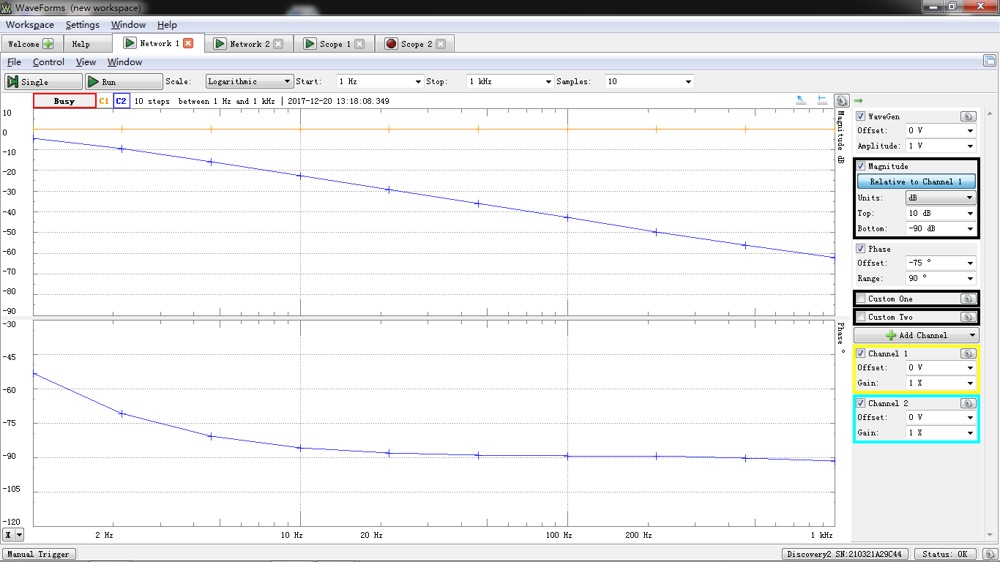 WaveForms (new workspace)
Workspace Settings Window Help
Welcome Help Network 1 Network 2 Scope 1 Scope 2
File Control View Window
Single Run Scale: Logarithmic Start: 1 Hz Stop: 1 kHz Samples: 10
Busy C1 C2 10 steps between 1 Hz and 1 kHz | 2017-12-20 13:18:08.349
10
0
-10
-20
-30
-40
-50
-60
-70
-80
-90
Magnitude dB
-30
-45
-60
-75
-90
-105
-120
Phase °
X 2 Hz 10 Hz 20 Hz 100 Hz 200 Hz 1 kHz
WaveGen
Offset: 0 V
Amplitude: 1 V
Magnitude
Relative to Channel 1
Units: dB
Top: 10 dB
Bottom: -90 dB
Phase
Offset: -75 °
Range: 90 °
Custom One
Custom Two
Add Channel
Channel 1
Offset: 0 V
Gain: 1 X
Channel 2
Offset: 0 V
Gain: 1 X
Manual Trigger Discovery2 SN:210321A29C44 Status: OK